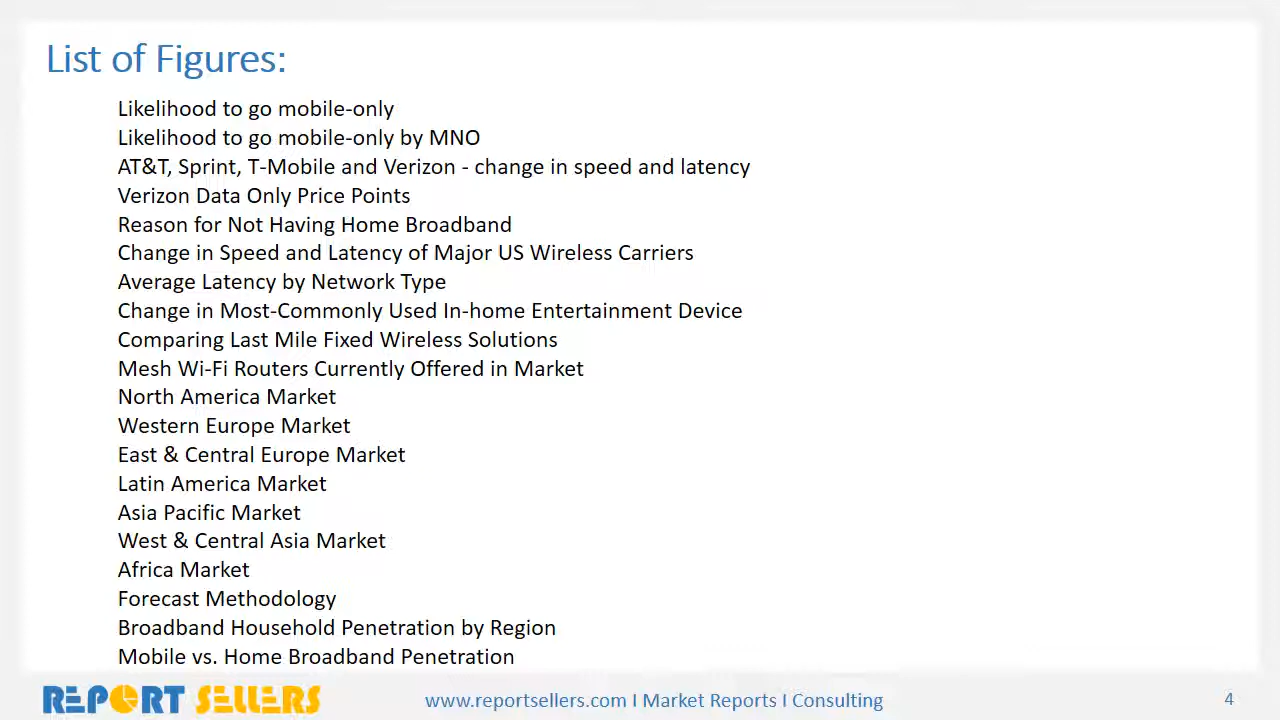 List of Figures:
Likelihood to go mobile-only
Likelihood to go mobile-only by MNO
AT&T, Sprint, T-Mobile and Verizon - change in speed and latency
Verizon Data Only Price Points
Reason for Not Having Home Broadband
Change in Speed and Latency of Major US Wireless Carriers
Average Latency by Network Type
Change in Most-Commonly Used In-home Entertainment Device
Comparing Last Mile Fixed Wireless Solutions
Mesh Wi-Fi Routers Currently Offered in Market
North America Market
Western Europe Market
East & Central Europe Market
Latin America Market
Asia Pacific Market
West & Central Asia Market
Africa Market
Forecast Methodology
Broadband Household Penetration by Region
Mobile vs. Home Broadband Penetration
REPORT SELLERS
www.reportsellers.com I Market Reports I Consulting
4